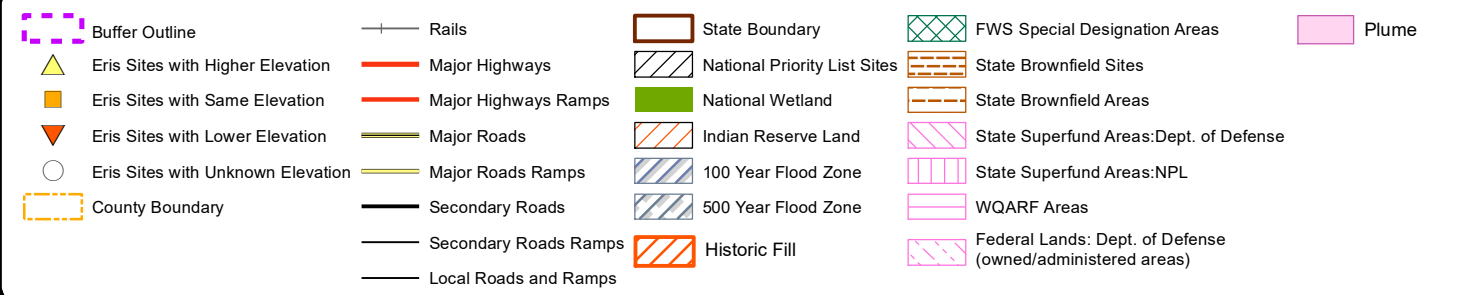 Buffer Outline
Eris Sites with Higher Elevation
Eris Sites with Same Elevation
Eris Sites with Lower Elevation
Eris Sites with Unknown Elevation
County Boundary
Rails
Major Highways
Major Highways Ramps
Major Roads
Major Roads Ramps
Secondary Roads
Secondary Roads Ramps
Local Roads and Ramps
State Boundary
National Priority List Sites
National Wetland
Indian Reserve Land
100 Year Flood Zone
500 Year Flood Zone
Historic Fill
FWS Special Designation Areas
State Brownfield Sites
State Brownfield Areas
State Superfund Areas:Dept. of Defense
State Superfund Areas:NPL
WQARF Areas
Federal Lands: Dept. of Defense
(owned/administered areas)
Plume